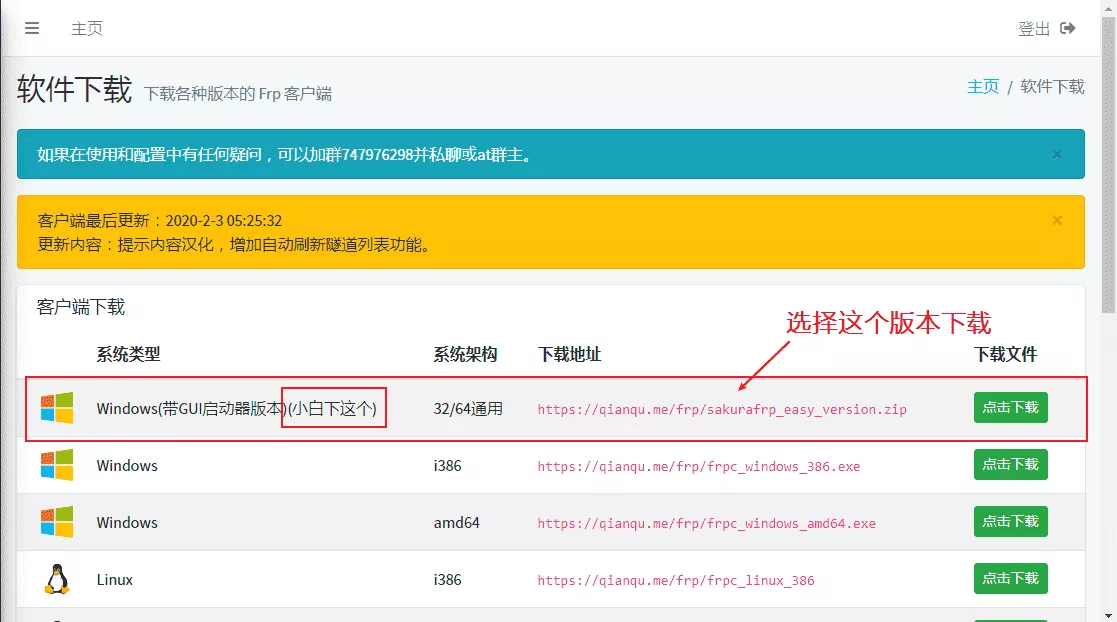 主页
登出
软件下载 下载各种版本的 Frp 客户端
主页 / 软件下载
如果在使用和配置中有任何疑问，可以加群747976298并私聊或at群主。
×
客户端最后更新：2020-2-3 05:25:32
×
更新内容：提示内容汉化，增加自动刷新隧道列表功能。
客户端下载
选择这个版本下载
系统类型 系统架构 下载地址 下载文件
Windows(带GUI启动器版本)(小白下这个) 32/64通用 https://qianqu.me/frp/sakurafrp_easy_version.zip 点击下载
Windows i386 https://qianqu.me/frp/frpc_windows_386.exe 点击下载
Windows amd64 https://qianqu.me/frp/frpc_windows_amd64.exe 点击下载
Linux i386 https://qianqu.me/frp/frpc_linux_386 点击下载